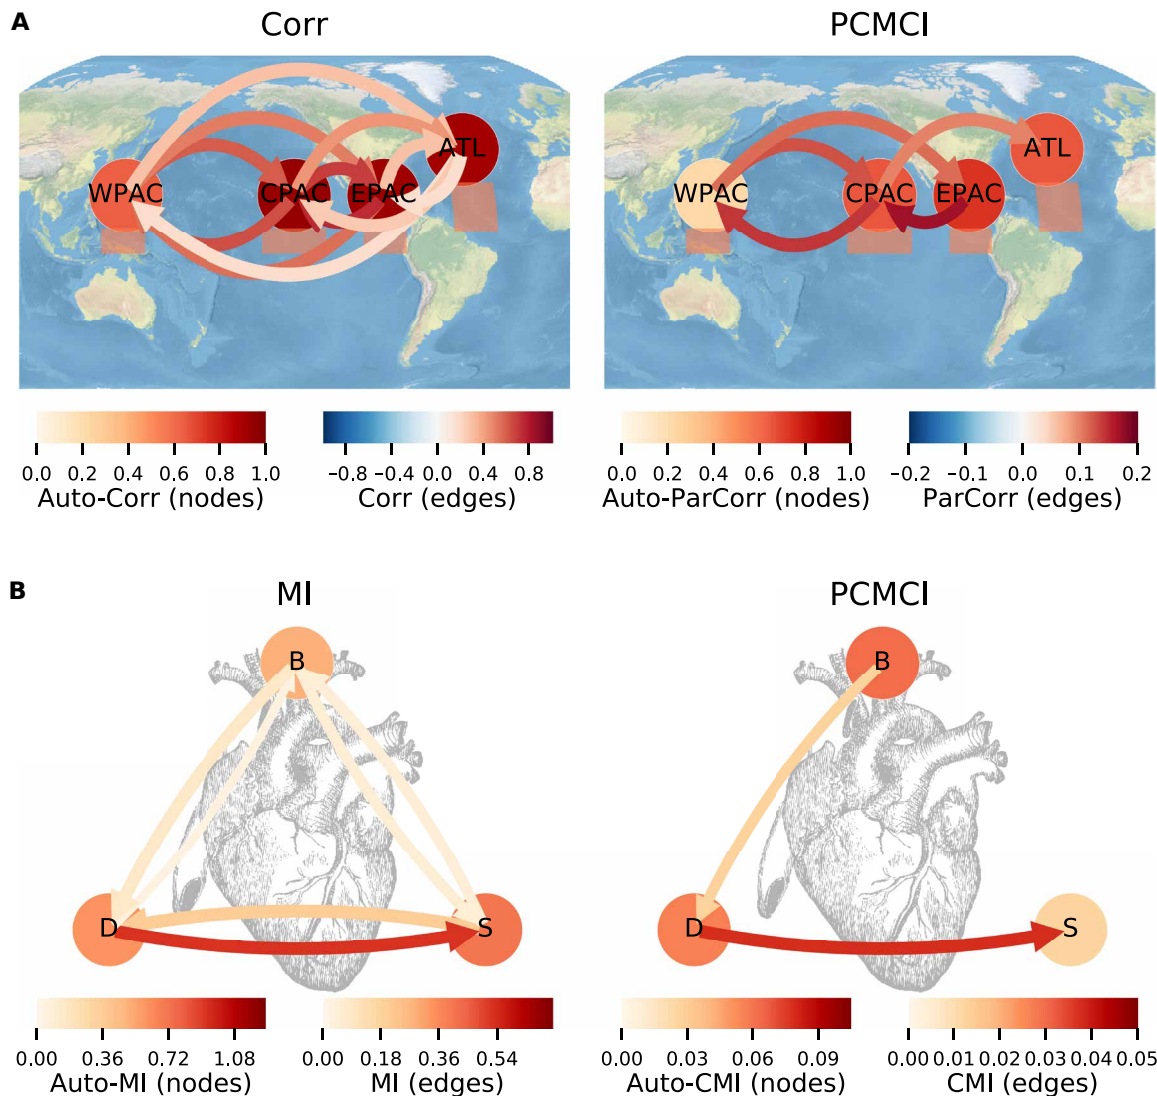 A
Corr
PCMCI
WPAC CPAC EPAC ATL
WPAC CPAC EPAC ATL
0.0 0.2 0.4 0.6 0.8 1.0
Auto-Corr (nodes)
−0.8 −0.4 0.0 0.4 0.8
Corr (edges)
0.0 0.2 0.4 0.6 0.8 1.0
Auto-ParCorr (nodes)
−0.2 −0.1 0.0 0.1 0.2
ParCorr (edges)
B
MI
PCMCI
B
D S
B
D S
0.00 0.36 0.72 1.08
Auto-MI (nodes)
0.00 0.18 0.36 0.54
MI (edges)
0.00 0.03 0.06 0.09
Auto-CMI (nodes)
0.00 0.01 0.02 0.03 0.04 0.05
CMI (edges)